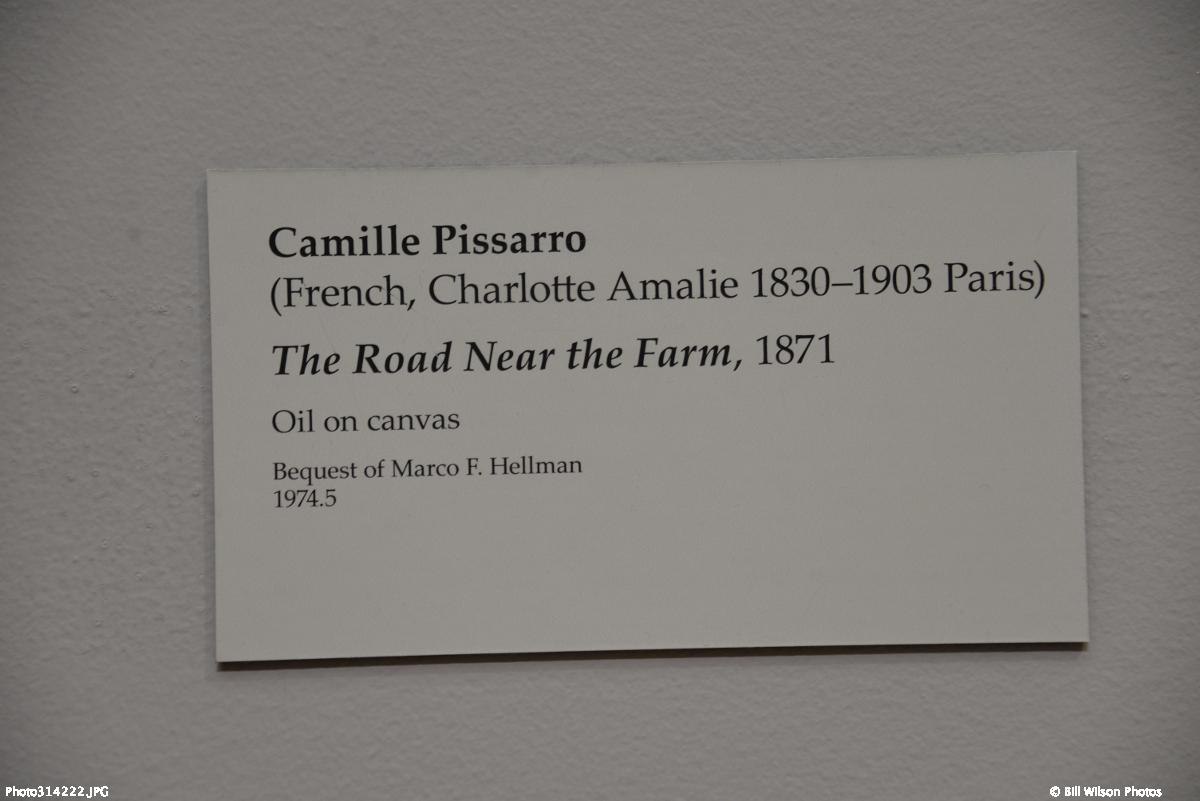 Camille Pissarro
(French, Charlotte Amalie 1830–1903 Paris)
The Road Near the Farm, 1871
Oil on canvas
Bequest of Marco F. Hellman
1974.5
Photo314222.JPG
© Bill Wilson Photos